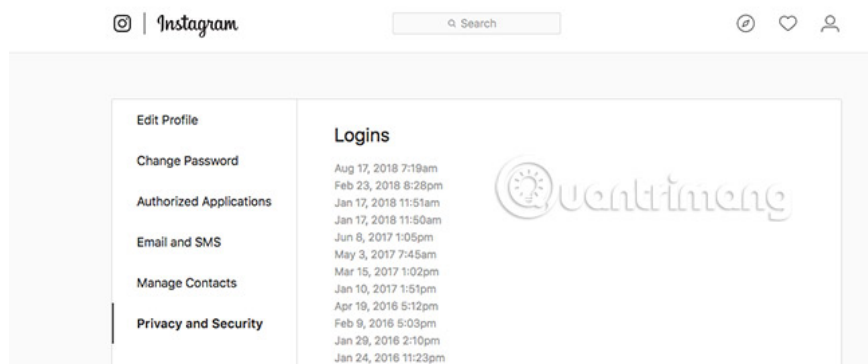 Instagram
Search
Edit Profile
Change Password
Authorized Applications
Email and SMS
Manage Contacts
Privacy and Security
Logins
Aug 17, 2018 7:19am
Feb 23, 2018 8:28pm
Jan 17, 2018 11:51am
Jan 17, 2018 11:50am
Jun 8, 2017 1:05pm
May 3, 2017 7:45am
Mar 15, 2017 1:02pm
Jan 10, 2017 1:51pm
Apr 19, 2016 5:12pm
Feb 9, 2016 5:03pm
Jan 29, 2016 2:10pm
Jan 24, 2016 11:23pm
Quantrimang